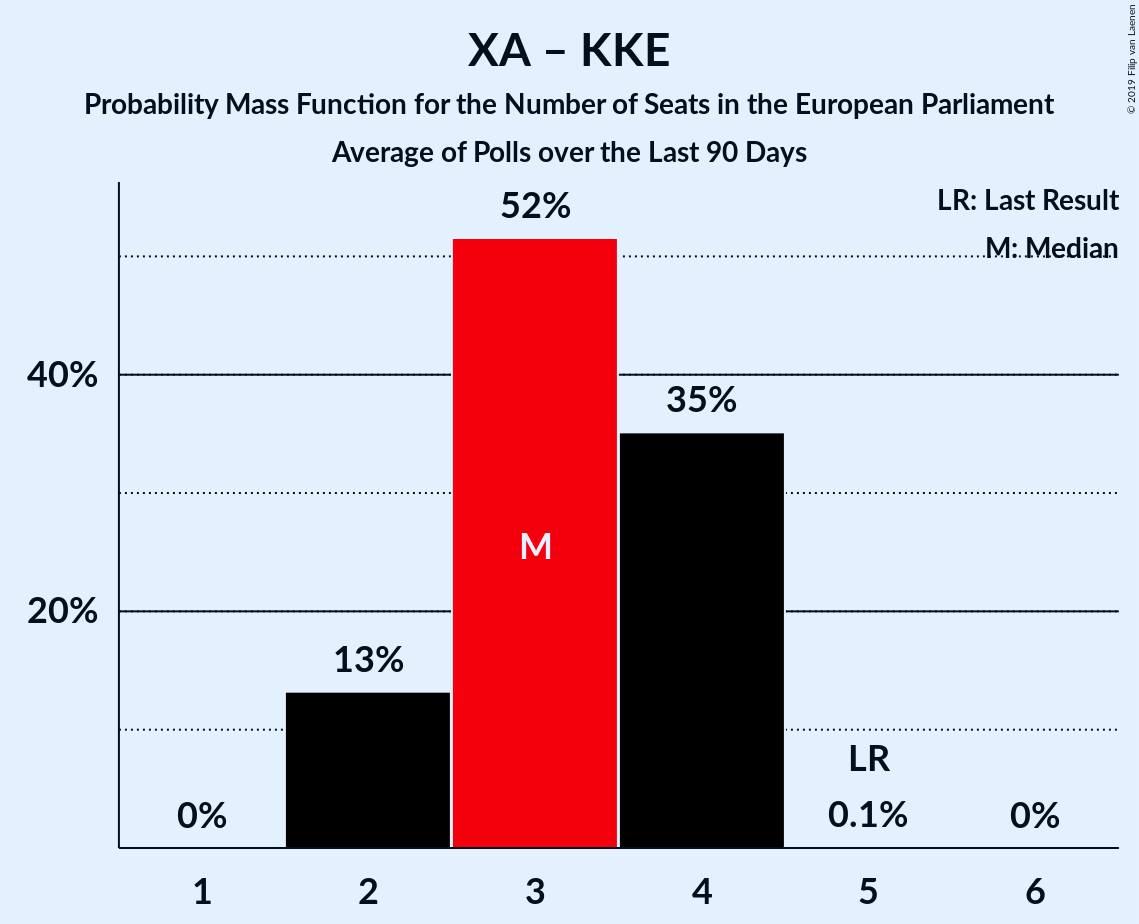 XA – KKE
Probability Mass Function for the Number of Seats in the European Parliament
Average of Polls over the Last 90 Days
© 2019 Filip van Laenen
LR: Last Result
M: Median
52%
40%
35%
M
20%
13%
LR
0%
0.1%
0%
1 2 3 4 5 6